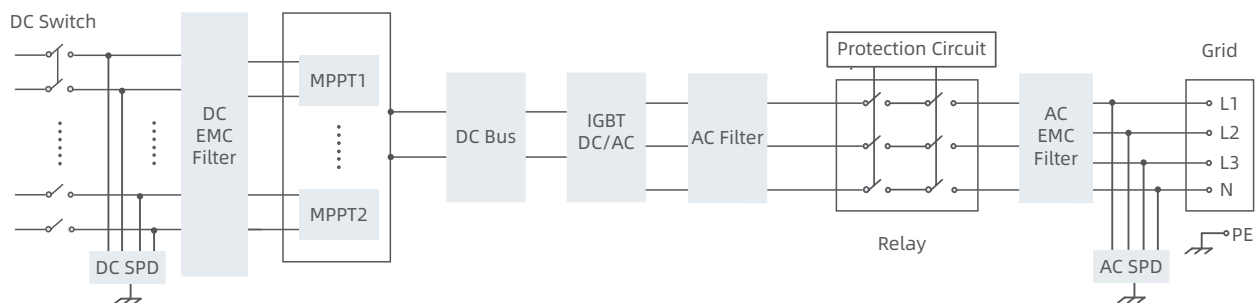 DC Switch
DC
EMC
Filter
MPPT1
MPPT2
DC Bus
IGBT
DC/AC
AC Filter
Protection Circuit
Relay
AC
EMC
Filter
Grid
L1
L2
L3
N
PE
DC SPD
AC SPD